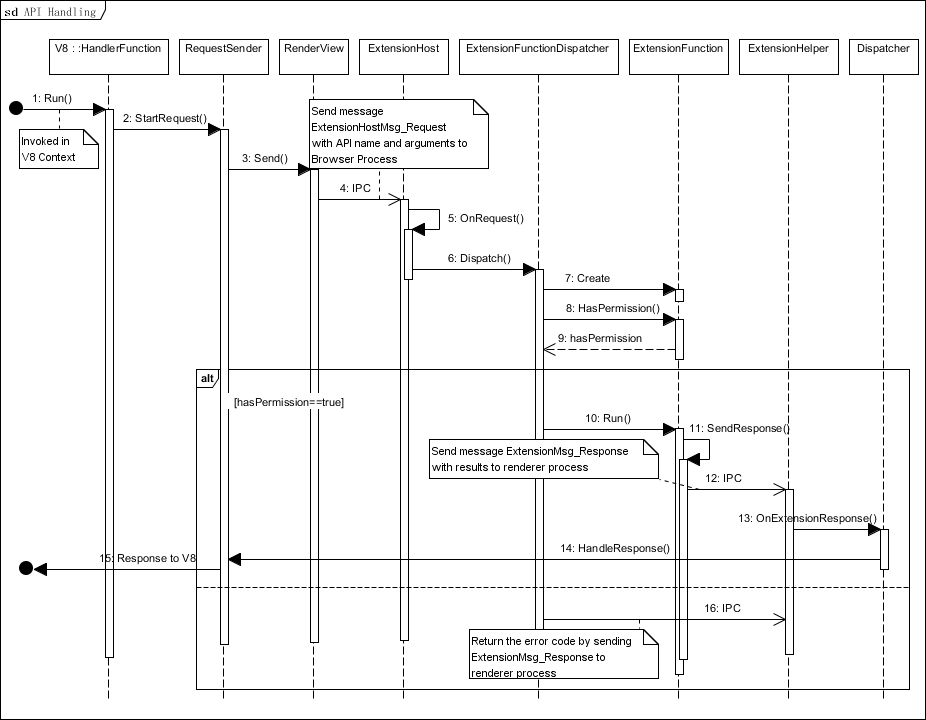 sd API Handling
V8 : :HandlerFunction
RequestSender
RenderView
ExtensionHost
ExtensionFunctionDispatcher
ExtensionFunction
ExtensionHelper
Dispatcher
1: Run()
Invoked in
V8 Context
2: StartRequest()
3: Send()
Send message
ExtensionHostMsg_Request
with API name and arguments to
Browser Process
4: IPC
5: OnRequest()
6: Dispatch()
7: Create
8: HasPermission()
9: hasPermission
alt
[hasPermission==true]
10: Run()
11: SendResponse()
Send message ExtensionMsg_Response
with results to renderer process
12: IPC
13: OnExtensionResponse()
14: HandleResponse()
15: Response to V8
16: IPC
Return the error code by sending
ExtensionMsg_Response to
renderer process